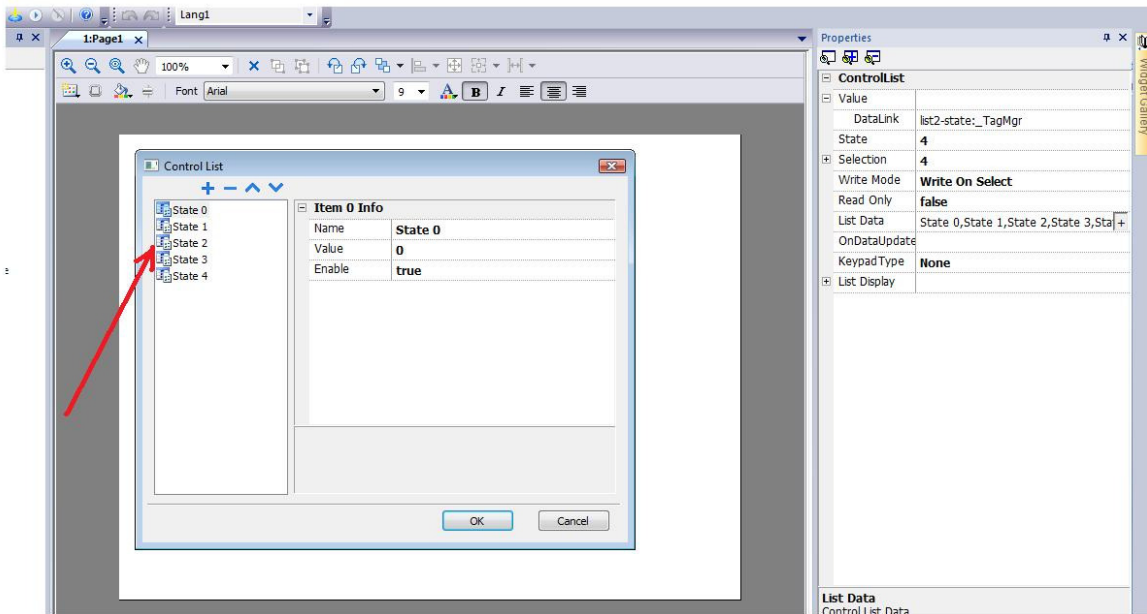 Lang1
1:Page1
100%
Font Arial 9 A B I
Control List
State 0
State 1
State 2
State 3
State 4
Item 0 Info
Name State 0
Value 0
Enable true
OK Cancel
Properties
ControlList
Value
DataLink list2-state:_TagMgr
State 4
Selection 4
Write Mode Write On Select
Read Only false
List Data State 0,State 1,State 2,State 3,Sta
OnDataUpdate
KeypadType None
List Display
List Data
Control List Data
Widget Gallery